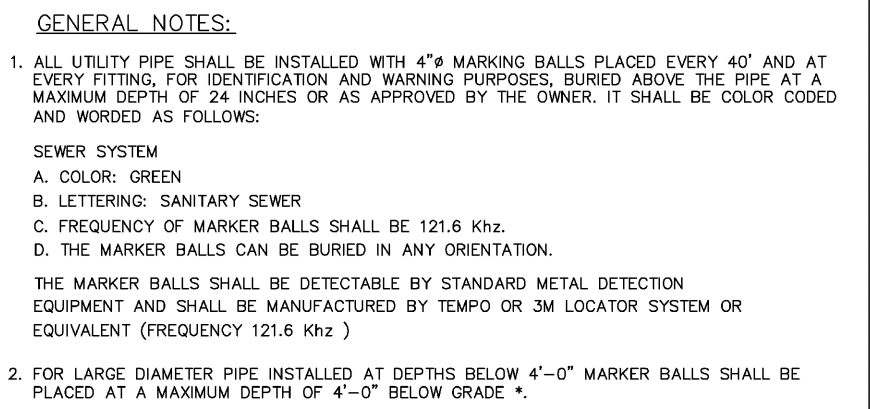 GENERAL NOTES:
1. ALL UTILITY PIPE SHALL BE INSTALLED WITH 4"ø MARKING BALLS PLACED EVERY 40' AND AT
EVERY FITTING, FOR IDENTIFICATION AND WARNING PURPOSES, BURIED ABOVE THE PIPE AT A
MAXIMUM DEPTH OF 24 INCHES OR AS APPROVED BY THE OWNER. IT SHALL BE COLOR CODED
AND WORDED AS FOLLOWS:
SEWER SYSTEM
A. COLOR: GREEN
B. LETTERING: SANITARY SEWER
C. FREQUENCY OF MARKER BALLS SHALL BE 121.6 Khz.
D. THE MARKER BALLS CAN BE BURIED IN ANY ORIENTATION.
THE MARKER BALLS SHALL BE DETECTABLE BY STANDARD METAL DETECTION
EQUIPMENT AND SHALL BE MANUFACTURED BY TEMPO OR 3M LOCATOR SYSTEM OR
EQUIVALENT (FREQUENCY 121.6 Khz )
2. FOR LARGE DIAMETER PIPE INSTALLED AT DEPTHS BELOW 4'-0" MARKER BALLS SHALL BE
PLACED AT A MAXIMUM DEPTH OF 4'-0" BELOW GRADE *.